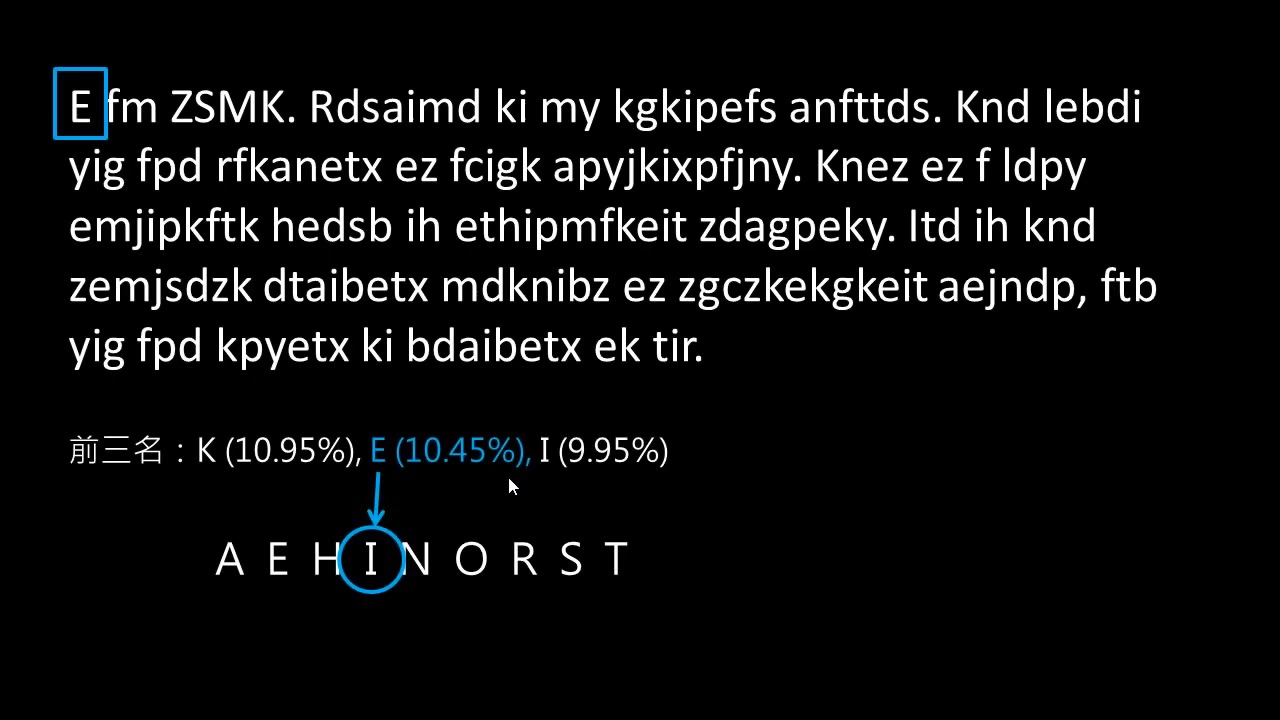 E fm ZSMK. Rdsaimd ki my kgkipefs anfttds. Knd lebdi
yig fpd rfkanetx ez fcigk apyjkixpfjny. Knez ez f ldpy
emjipkftk hedsb ih ethipmfkeit zdagpeky. Itd ih knd
zemjsdzk dtaibetx mdknibz ez zgczkekgkeit aejndp, ftb
yig fpd kpyetx ki bdaibetx ek tir.
前三名：K (10.95%), E (10.45%), I (9.95%)
A E H I N O R S T